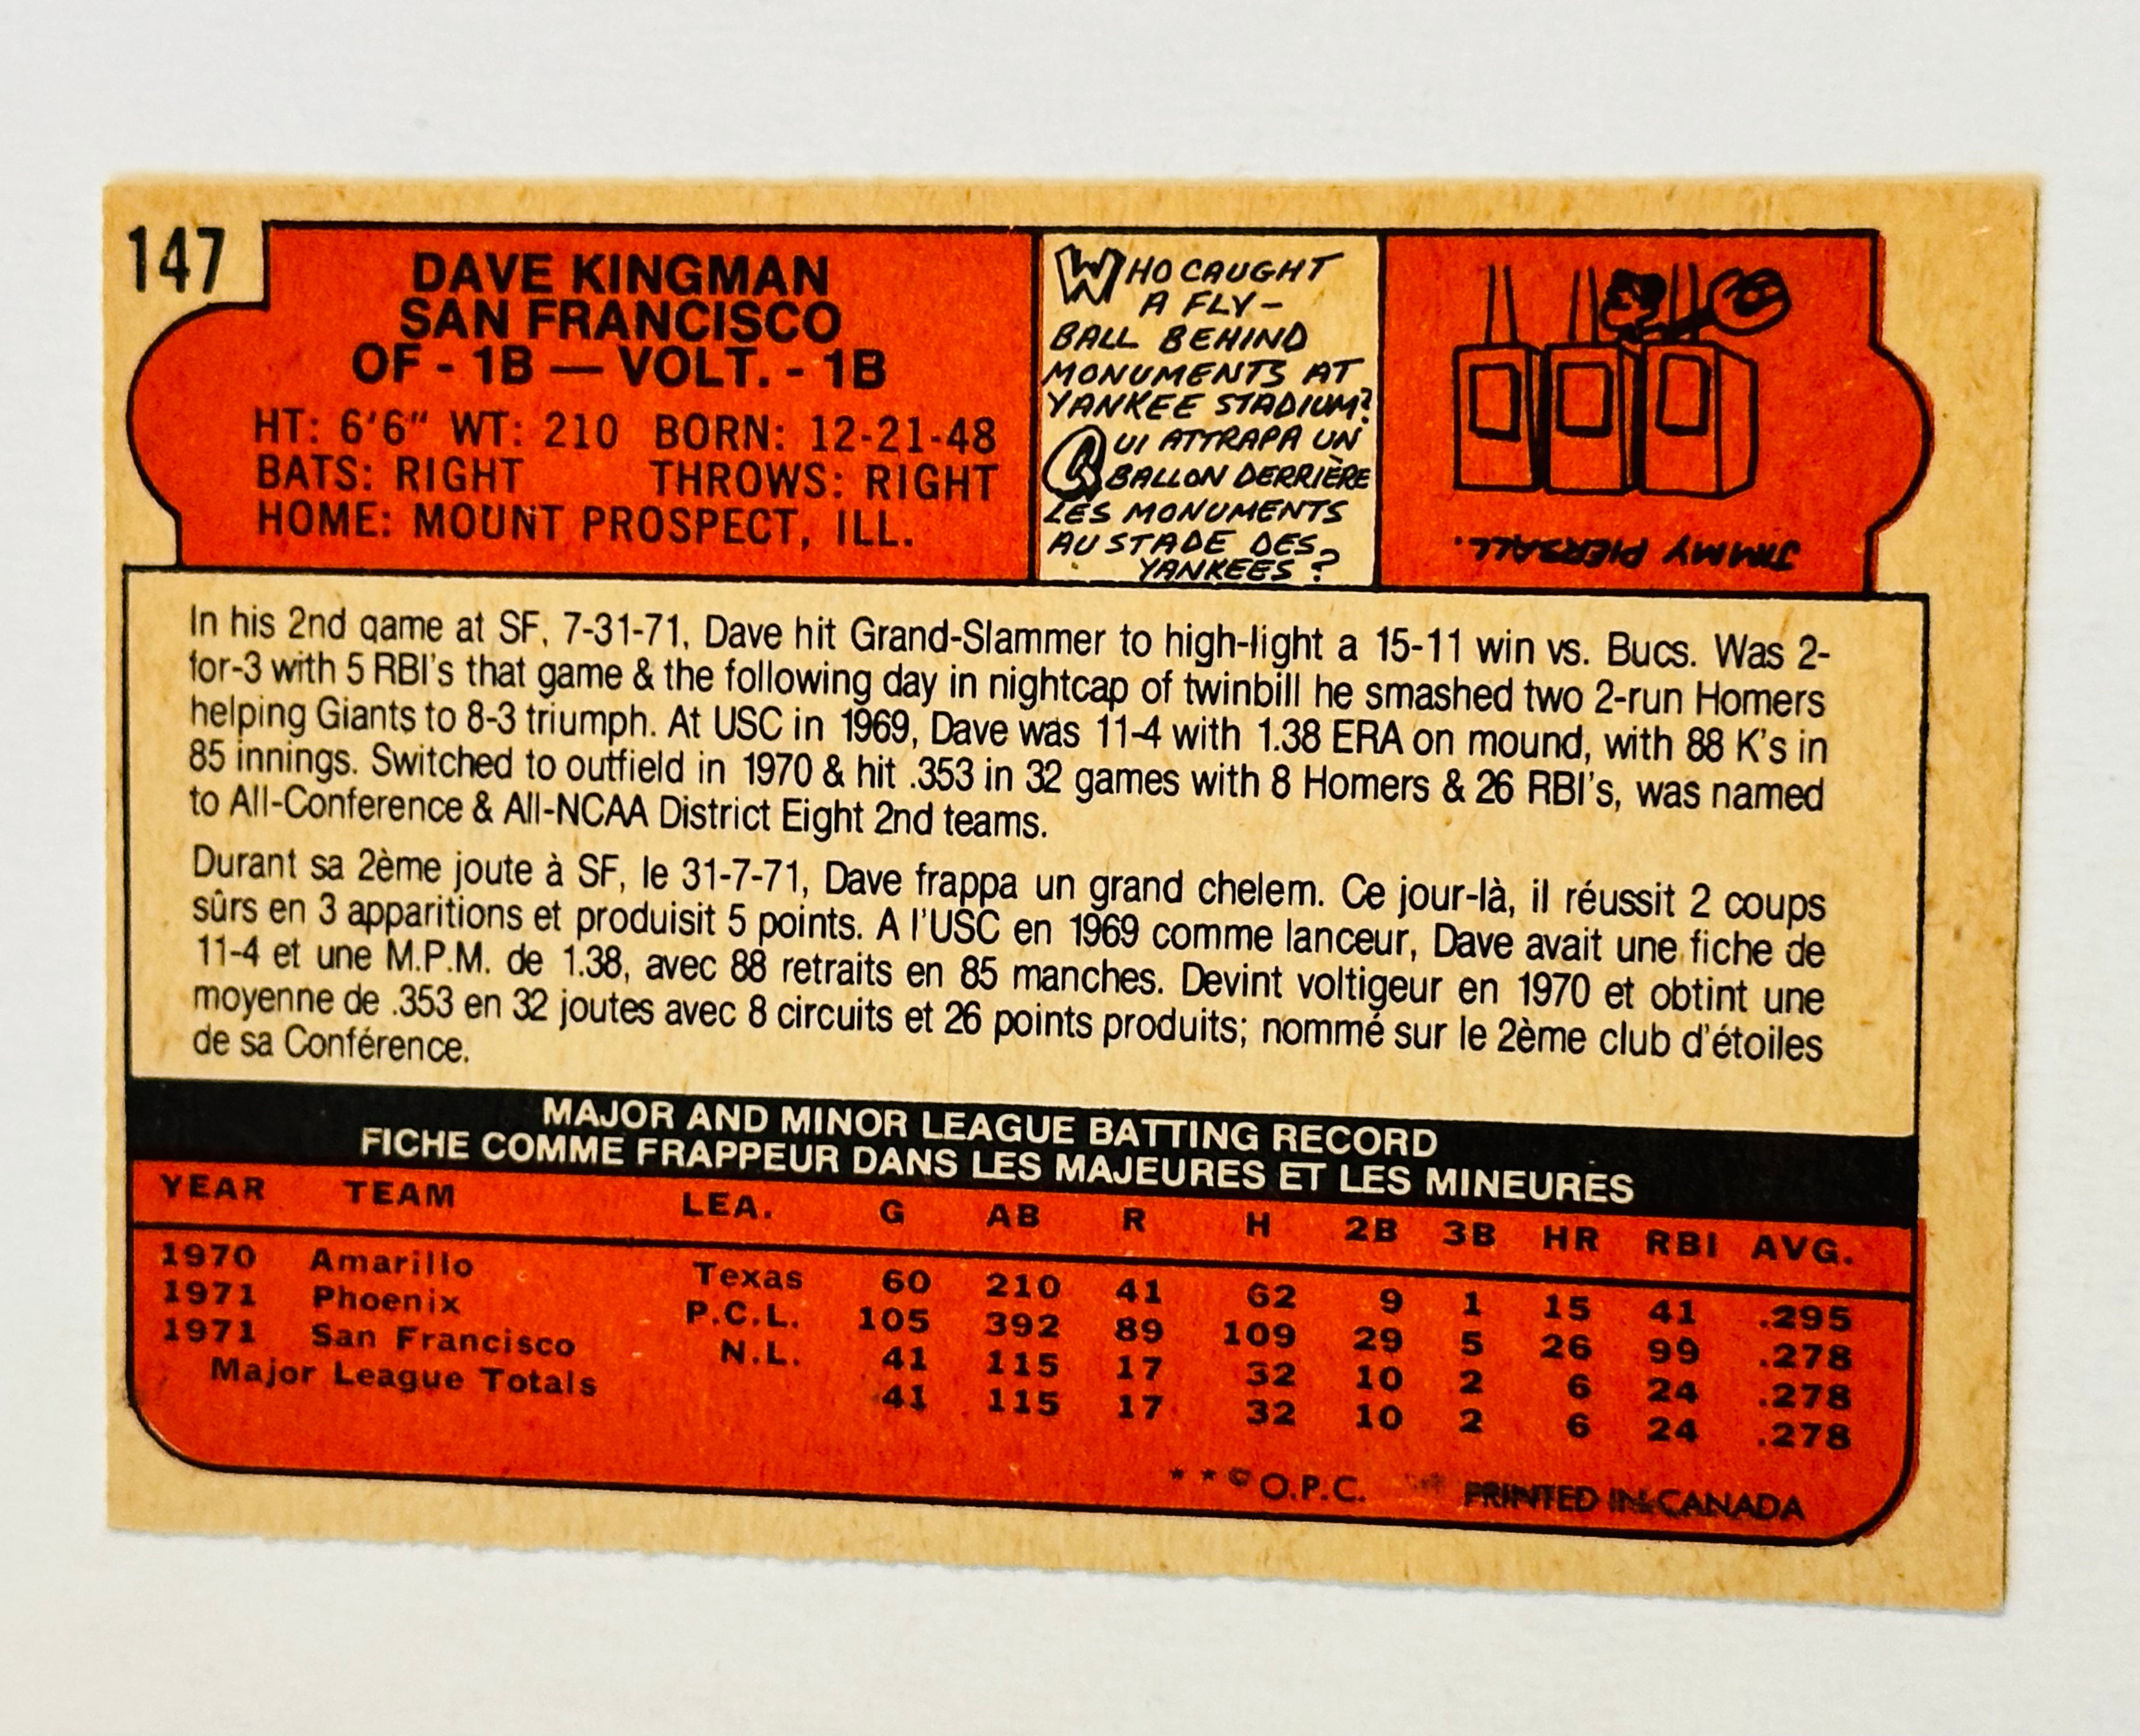 147
DAVE KINGMAN
SAN FRANCISCO
OF - 1B — VOLT. - 1B
HT: 6'6" WT: 210 BORN: 12-21-48
BATS: RIGHT THROWS: RIGHT
HOME: MOUNT PROSPECT, ILL.
WHO CAUGHT
A FLY-
BALL BEHIND
MONUMENTS AT
YANKEE STADIUM?
QUI ATTRAPA UN
BALLON DERRIÈRE
LES MONUMENTS
AU STADE DES
YANKEES?
JIMMY PIERSALL.
In his 2nd game at SF, 7-31-71, Dave hit Grand-Slammer to high-light a 15-11 win vs. Bucs. Was 2-
for-3 with 5 RBI's that game & the following day in nightcap of twinbill he smashed two 2-run Homers
helping Giants to 8-3 triumph. At USC in 1969, Dave was 11-4 with 1.38 ERA on mound, with 88 K's in
85 innings. Switched to outfield in 1970 & hit .353 in 32 games with 8 Homers & 26 RBI's, was named
to All-Conference & All-NCAA District Eight 2nd teams.
Durant sa 2ème joute à SF, le 31-7-71, Dave frappa un grand chelem. Ce jour-là, il réussit 2 coups
sûrs en 3 apparitions et produisit 5 points. A l'USC en 1969 comme lanceur, Dave avait une fiche de
11-4 et une M.P.M. de 1.38, avec 88 retraits en 85 manches. Devint voltigeur en 1970 et obtint une
moyenne de .353 en 32 joutes avec 8 circuits et 26 points produits; nommé sur le 2ème club d'étoiles
de sa Conférence.
MAJOR AND MINOR LEAGUE BATTING RECORD
FICHE COMME FRAPPEUR DANS LES MAJEURES ET LES MINEURES
YEAR TEAM LEA. G AB R H 2B 3B HR RBI AVG.
1970 Amarillo Texas 60 210 41 62 9 1 15 41 .295
1971 Phoenix P.C.L. 105 392 89 109 29 5 26 99 .278
1971 San Francisco N.L. 41 115 17 32 10 2 6 24 .278
Major League Totals 41 115 17 32 10 2 6 24 .278
* * © O.P.C. PRINTED IN CANADA